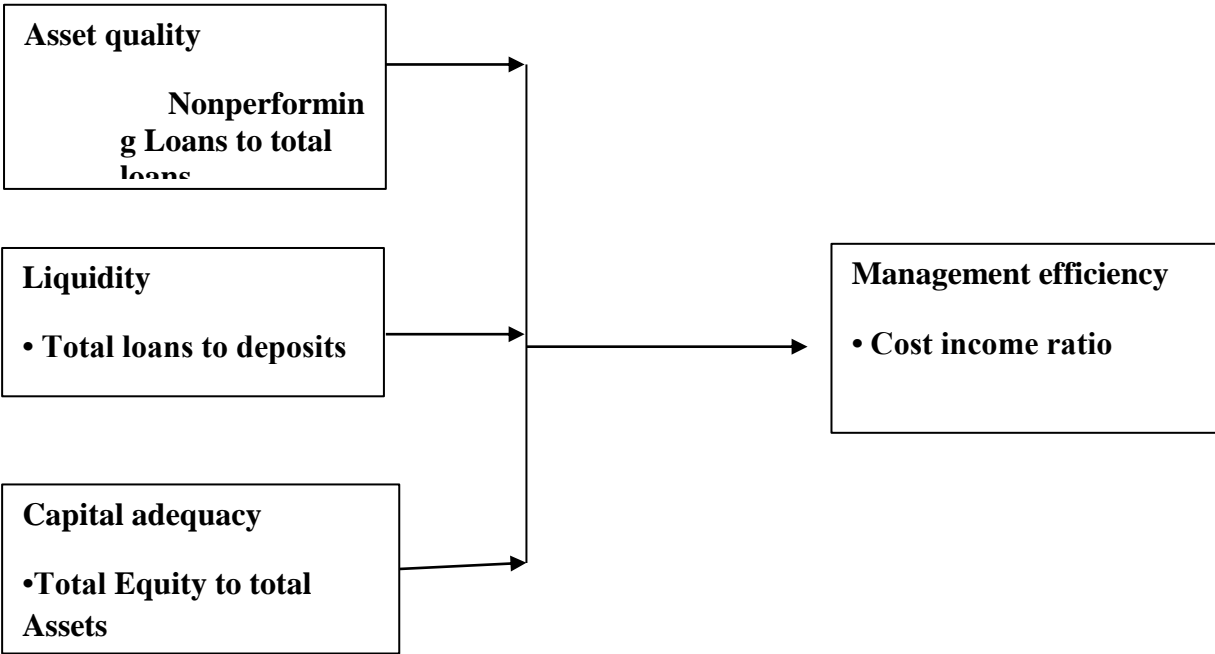 Asset quality
Nonperformin
g Loans to total
loans
Liquidity
• Total loans to deposits
Management efficiency
• Cost income ratio
Capital adequacy
•Total Equity to total
Assets